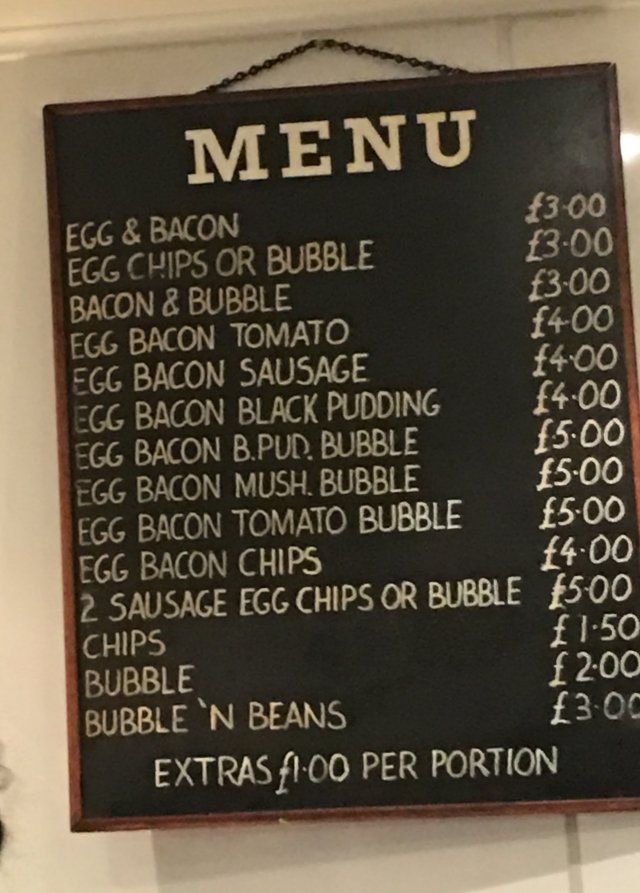 MENU
EGG & BACON £3·00
EGG CHIPS OR BUBBLE £3·00
BACON & BUBBLE £3·00
EGG BACON TOMATO £4·00
EGG BACON SAUSAGE £4·00
EGG BACON BLACK PUDDING £4·00
EGG BACON B.PUD. BUBBLE £5·00
EGG BACON MUSH. BUBBLE £5·00
EGG BACON TOMATO BUBBLE £5·00
EGG BACON CHIPS £4·00
2 SAUSAGE EGG CHIPS OR BUBBLE £5·00
CHIPS £1·50
BUBBLE £2·00
BUBBLE 'N BEANS £3·00
EXTRAS £1·00 PER PORTION